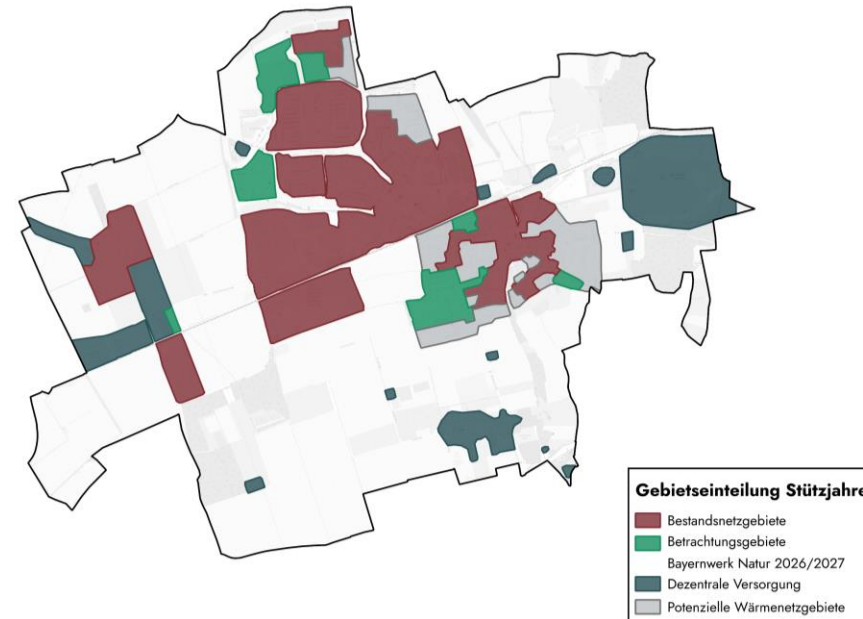 Gebietseinteilung Stützjahre
Bestandsnetzgebiete
Betrachtungsgebiete
Bayernwerk Natur 2026/2027
Dezentrale Versorgung
Potenzielle Wärmenetzgebiete